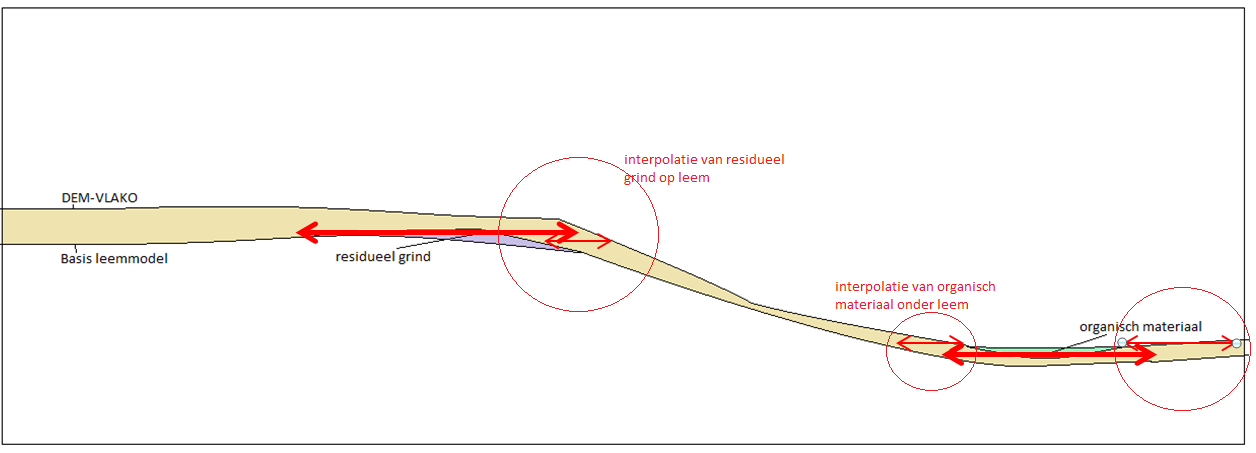 interpolatie van residueel
grind op leem
DEM-VLAKO
Basis leemmodel
residueel grind
interpolatie van organisch
materiaal onder leem
organisch materiaal